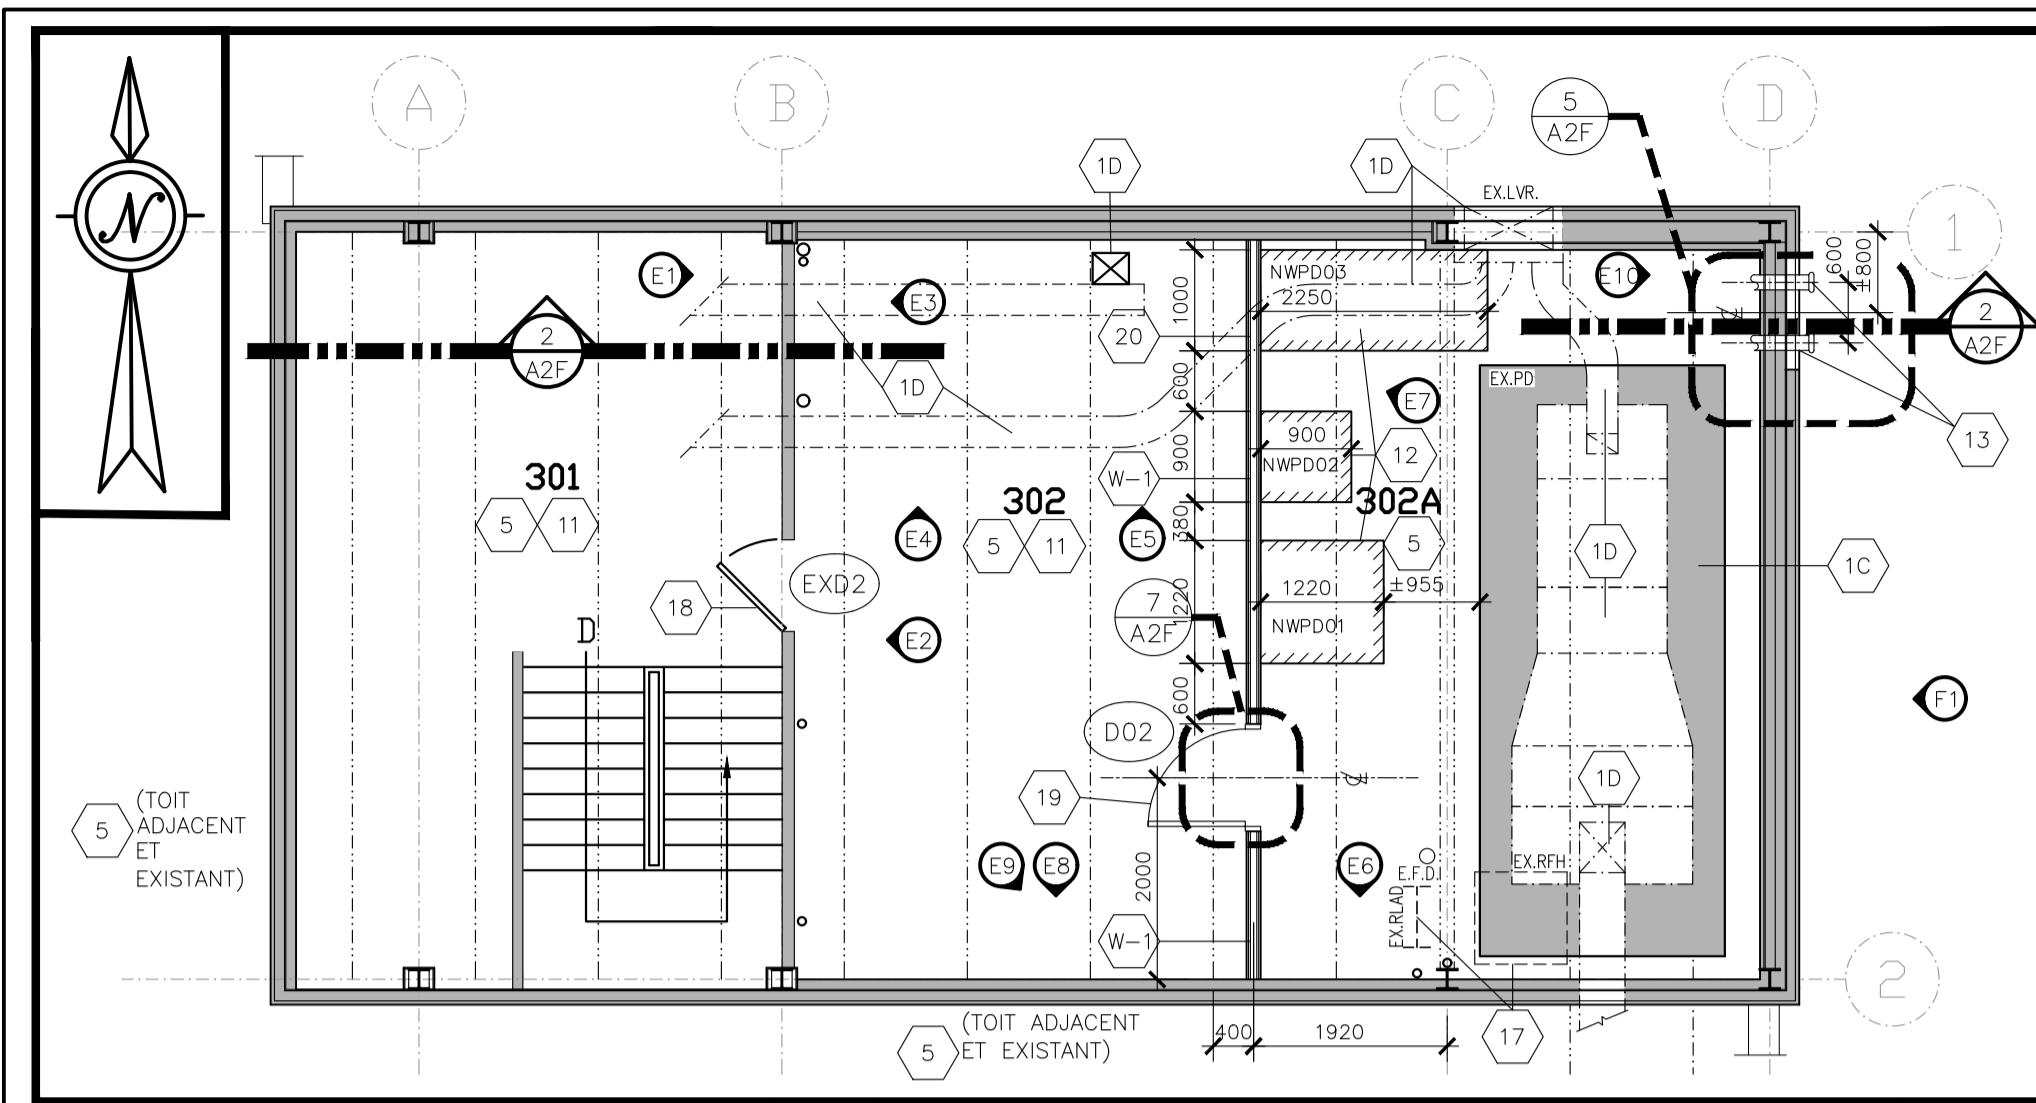 A
B
C
D
5
A2F
N
1D
1D
EX.LVR.
1
600
±800
E1
E3
NWPD03
2250
1000
E10
20
2
A2F
2
A2F
1D
600
EX.PD
E7
13
900
NWPD02
900
12
W-1
301
5
11
302
5
11
302A
5
E4
E5
380
1D
1C
EXD2
18
7
A2F
1220
1220
±955
NWPD01
D
E2
600
F1
D02
19
1D
5
(TOIT
ADJACENT
ET
EXISTANT)
E9
E8
2000
E6
E.F.D.I
EX.RFH
EX.RLAD
W-1
2
5
(TOIT ADJACENT
ET EXISTANT)
400
1920
17